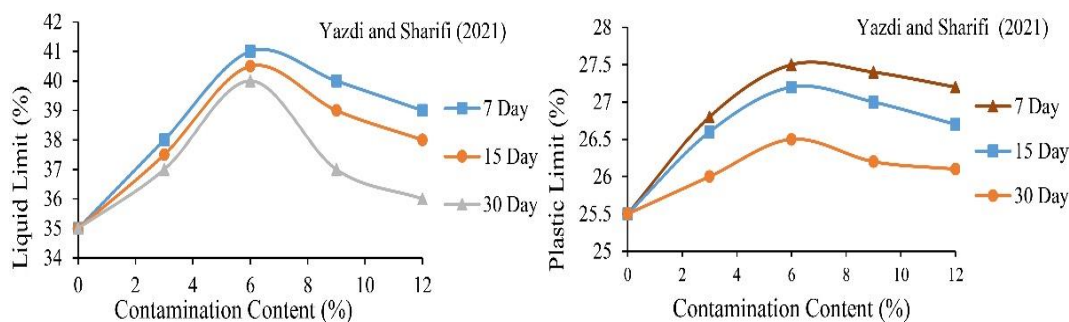 Yazdi and Sharifi (2021)
Liquid Limit (%)
42
41
40
39
38
37
36
35
34
0 2 4 6 8 10 12
Contamination Content (%)
7 Day
15 Day
30 Day
Yazdi and Sharifi (2021)
Plastic Limit (%)
28
27.5
27
26.5
26
25.5
25
0 2 4 6 8 10 12
Contamination Content (%)
7 Day
15 Day
30 Day